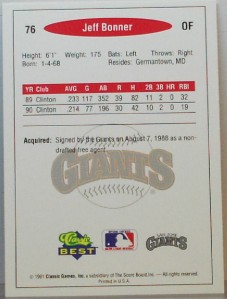 76 Jeff Bonner OF
Height: 6'1" Weight: 175 Bats: Left Throws: Right
Born: 1-4-68 Resides: Germantown, MD
YR Club AVG G AB R H 2B 3B HR RBI
89 Clinton .233 117 352 39 82 11 2 0 32
90 Clinton .214 77 196 30 42 10 0 0 19
Acquired: Signed by the Giants on August 7, 1988 as a non-
drafted free agent
GIANTS
Classic
BEST
GIANTS
© 1991 Classic Games, Inc., a subsidiary of The Score Board Inc. — All rights reserved.
Printed in U.S.A.